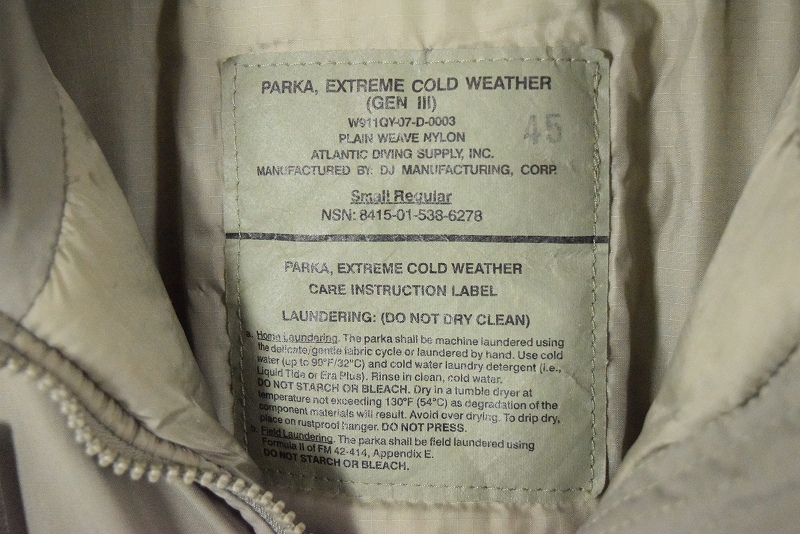 PARKA, EXTREME COLD WEATHER
(GEN III)
W911QY-07-D-0003
45
PLAIN WEAVE NYLON
ATLANTIC DIVING SUPPLY, INC.
MANUFACTURED BY: DJ MANUFACTURING, CORP.
Small Regular
NSN: 8415-01-538-6278
PARKA, EXTREME COLD WEATHER
CARE INSTRUCTION LABEL
LAUNDERING: (DO NOT DRY CLEAN)
a. Home Laundering. The parka shall be machine laundered using
the delicate/gentle fabric cycle or laundered by hand. Use cold
water (up to 90°F/32°C) and cold water laundry detergent (i.e.,
Liquid Tide or Era Plus). Rinse in clean, cold water.
DO NOT STARCH OR BLEACH. Dry in a tumble dryer at
temperature not exceeding 130°F (54°C) as degradation of the
component materials will result. Avoid over drying. To drip dry,
place on rustproof hanger. DO NOT PRESS.
b. Field Laundering. The parka shall be field laundered using
Formula II of FM 42-414, Appendix E.
DO NOT STARCH OR BLEACH.